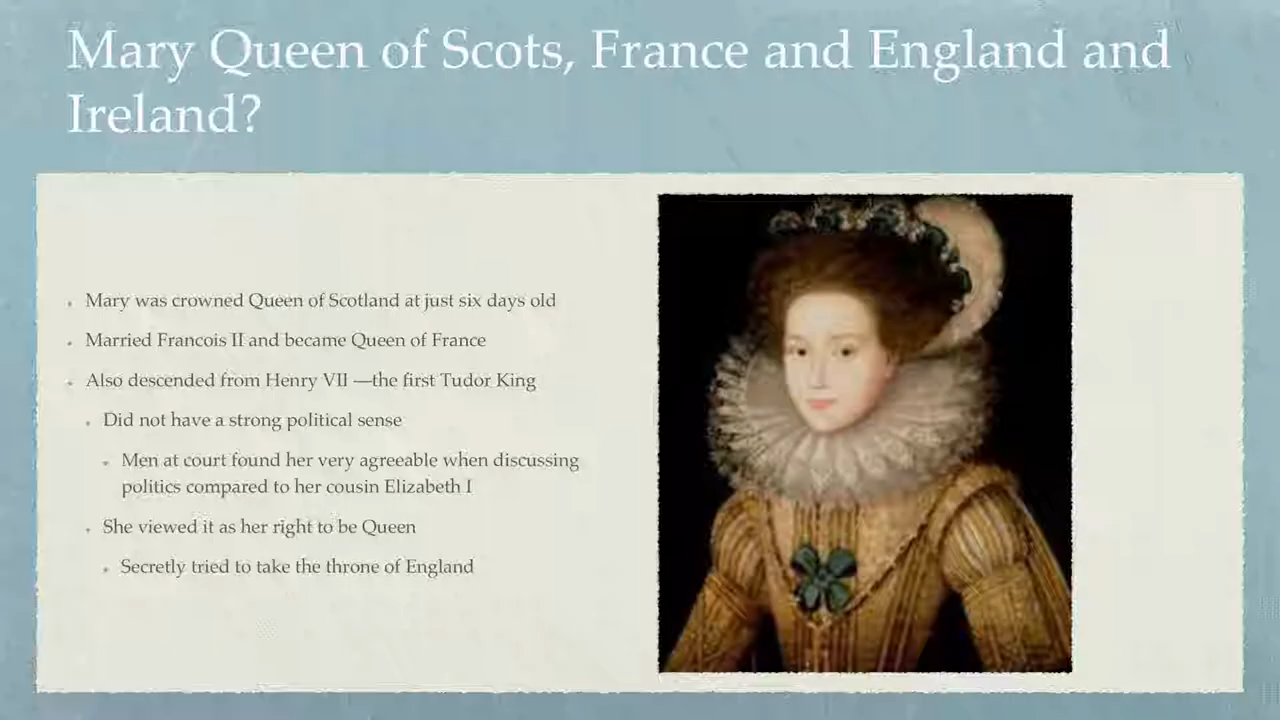 Mary Queen of Scots, France and England and
Ireland?
Mary was crowned Queen of Scotland at just six days old
Married Francois II and became Queen of France
Also descended from Henry VII —the first Tudor King
Did not have a strong political sense
Men at court found her very agreeable when discussing
politics compared to her cousin Elizabeth I
She viewed it as her right to be Queen
Secretly tried to take the throne of England